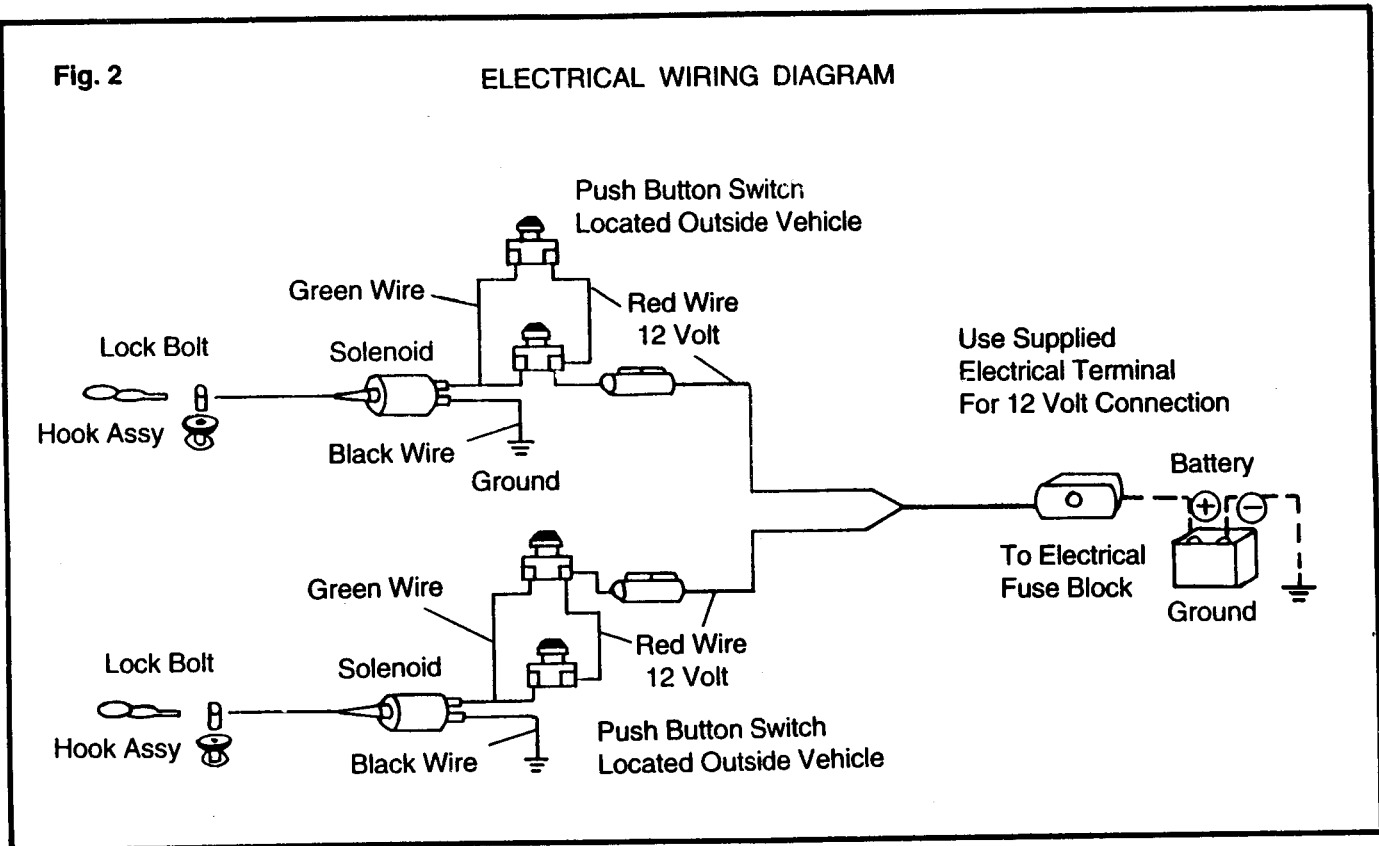 Fig. 2
ELECTRICAL WIRING DIAGRAM
Push Button Switch
Located Outside Vehicle
Green Wire
Red Wire
12 Volt
Lock Bolt
Solenoid
Hook Assy
Black Wire
Ground
Use Supplied
Electrical Terminal
For 12 Volt Connection
Battery
+
−
To Electrical
Fuse Block
Ground
Green Wire
Red Wire
12 Volt
Lock Bolt
Solenoid
Hook Assy
Black Wire
Push Button Switch
Located Outside Vehicle